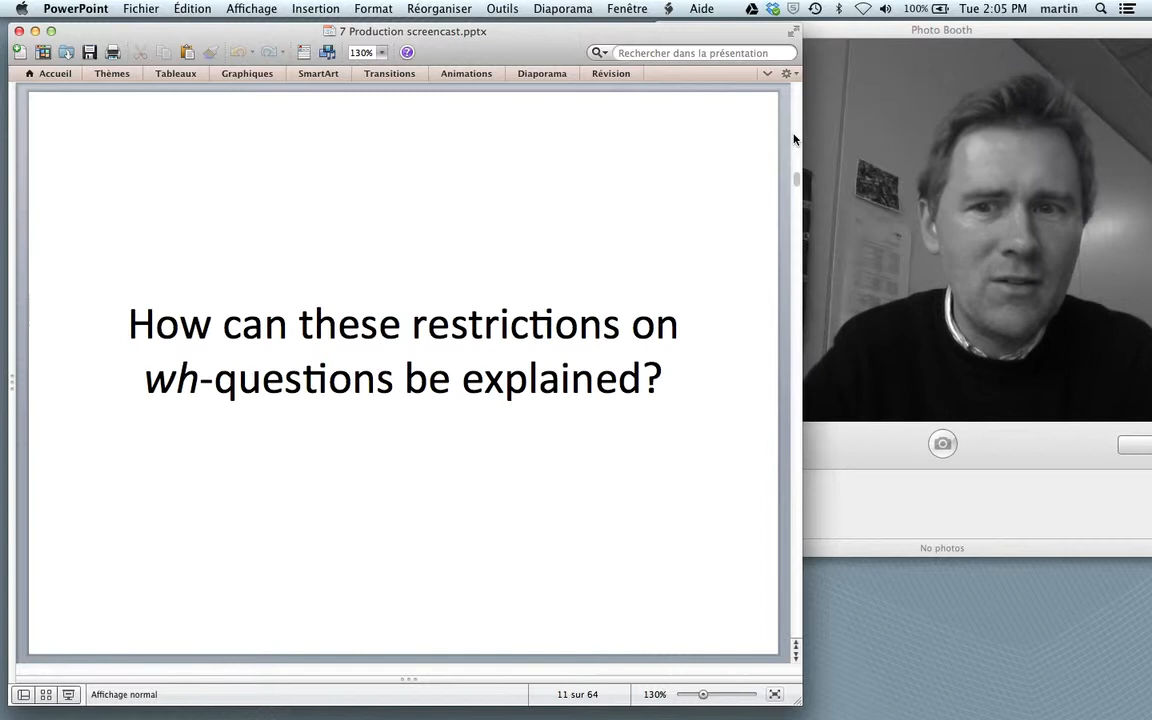 PowerPoint Fichier Édition Affichage Insertion Format Réorganiser Outils Diaporama Fenêtre Aide 100% Tue 2:05 PM martin
7 Production screencast.pptx
Photo Booth
130% Rechercher dans la présentation
Accueil Thèmes Tableaux Graphiques SmartArt Transitions Animations Diaporama Révision
How can these restrictions on
wh-questions be explained?
No photos
Affichage normal 11 sur 64 130%